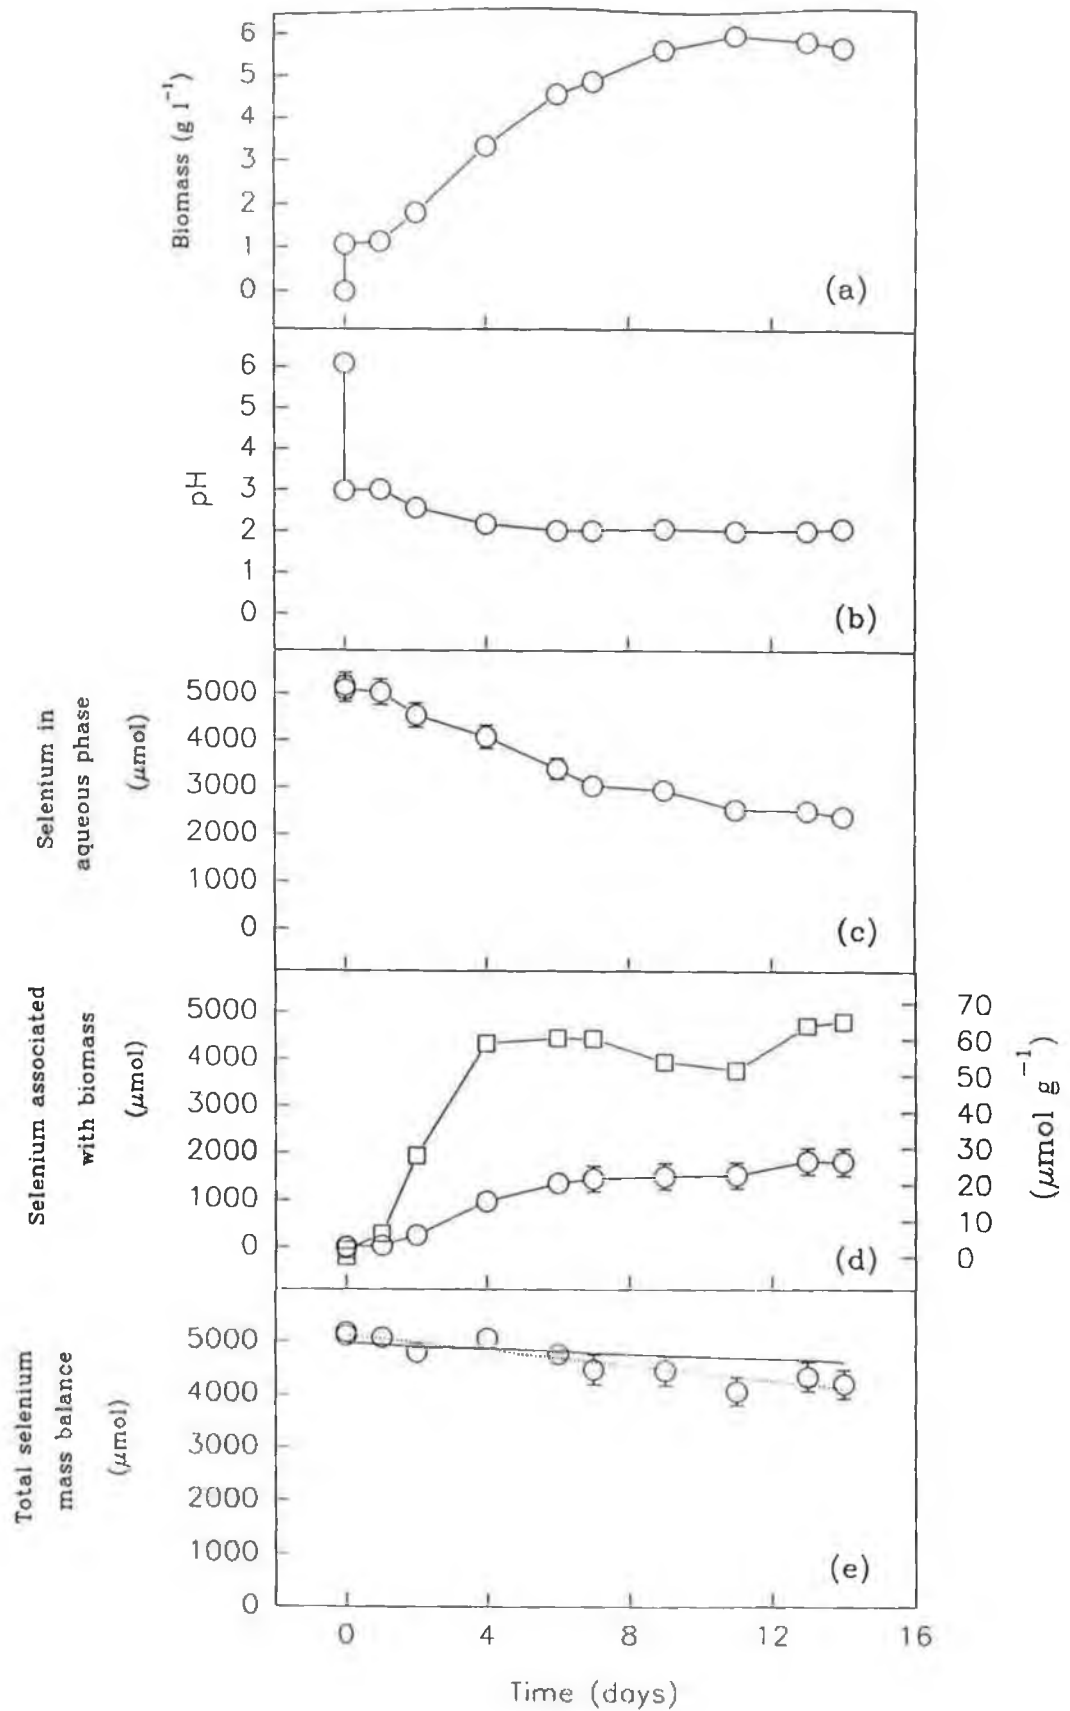 Biomass (g l⁻¹)
6
5
4
3
2
1
0
(a)
pH
6
5
4
3
2
1
0
(b)
Selenium in
aqueous phase
(μmol)
5000
4000
3000
2000
1000
0
(c)
Selenium associated
with biomass
(μmol)
5000
4000
3000
2000
1000
0
(d)
70
60
50
40
30
20
10
0
(μmol g⁻¹)
Total selenium
mass balance
(μmol)
5000
4000
3000
2000
1000
0
(e)
0 4 8 12 16
Time (days)